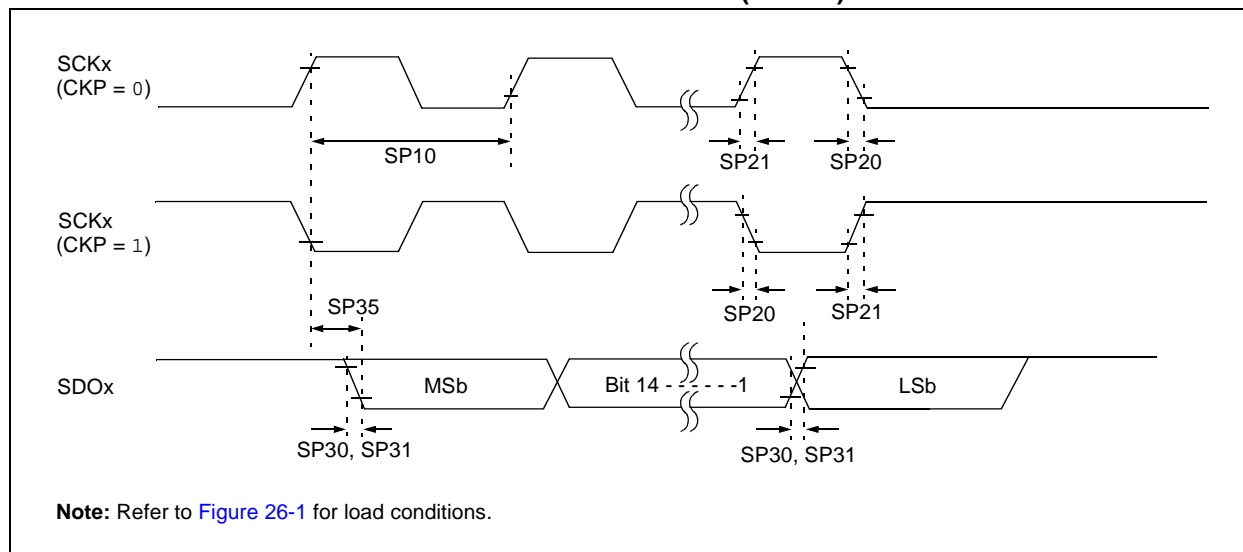 SCKx
(CKP = 0)
SP10
SP21
SP20
SCKx
(CKP = 1)
SP35
SP20
SP21
SDOx
MSb
Bit 14 - - - - - -1
LSb
SP30, SP31
SP30, SP31
Note: Refer to Figure 26-1 for load conditions.